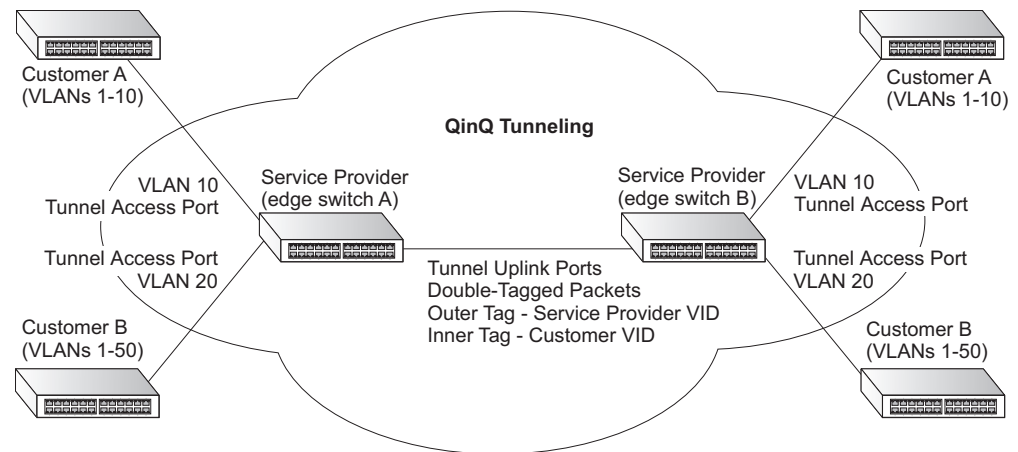 Customer A
(VLANs 1-10)
Customer A
(VLANs 1-10)
QinQ Tunneling
VLAN 10
Tunnel Access Port
Service Provider
(edge switch A)
Service Provider
(edge switch B)
VLAN 10
Tunnel Access Port
Tunnel Access Port
VLAN 20
Tunnel Uplink Ports
Double-Tagged Packets
Outer Tag - Service Provider VID
Inner Tag - Customer VID
Tunnel Access Port
VLAN 20
Customer B
(VLANs 1-50)
Customer B
(VLANs 1-50)